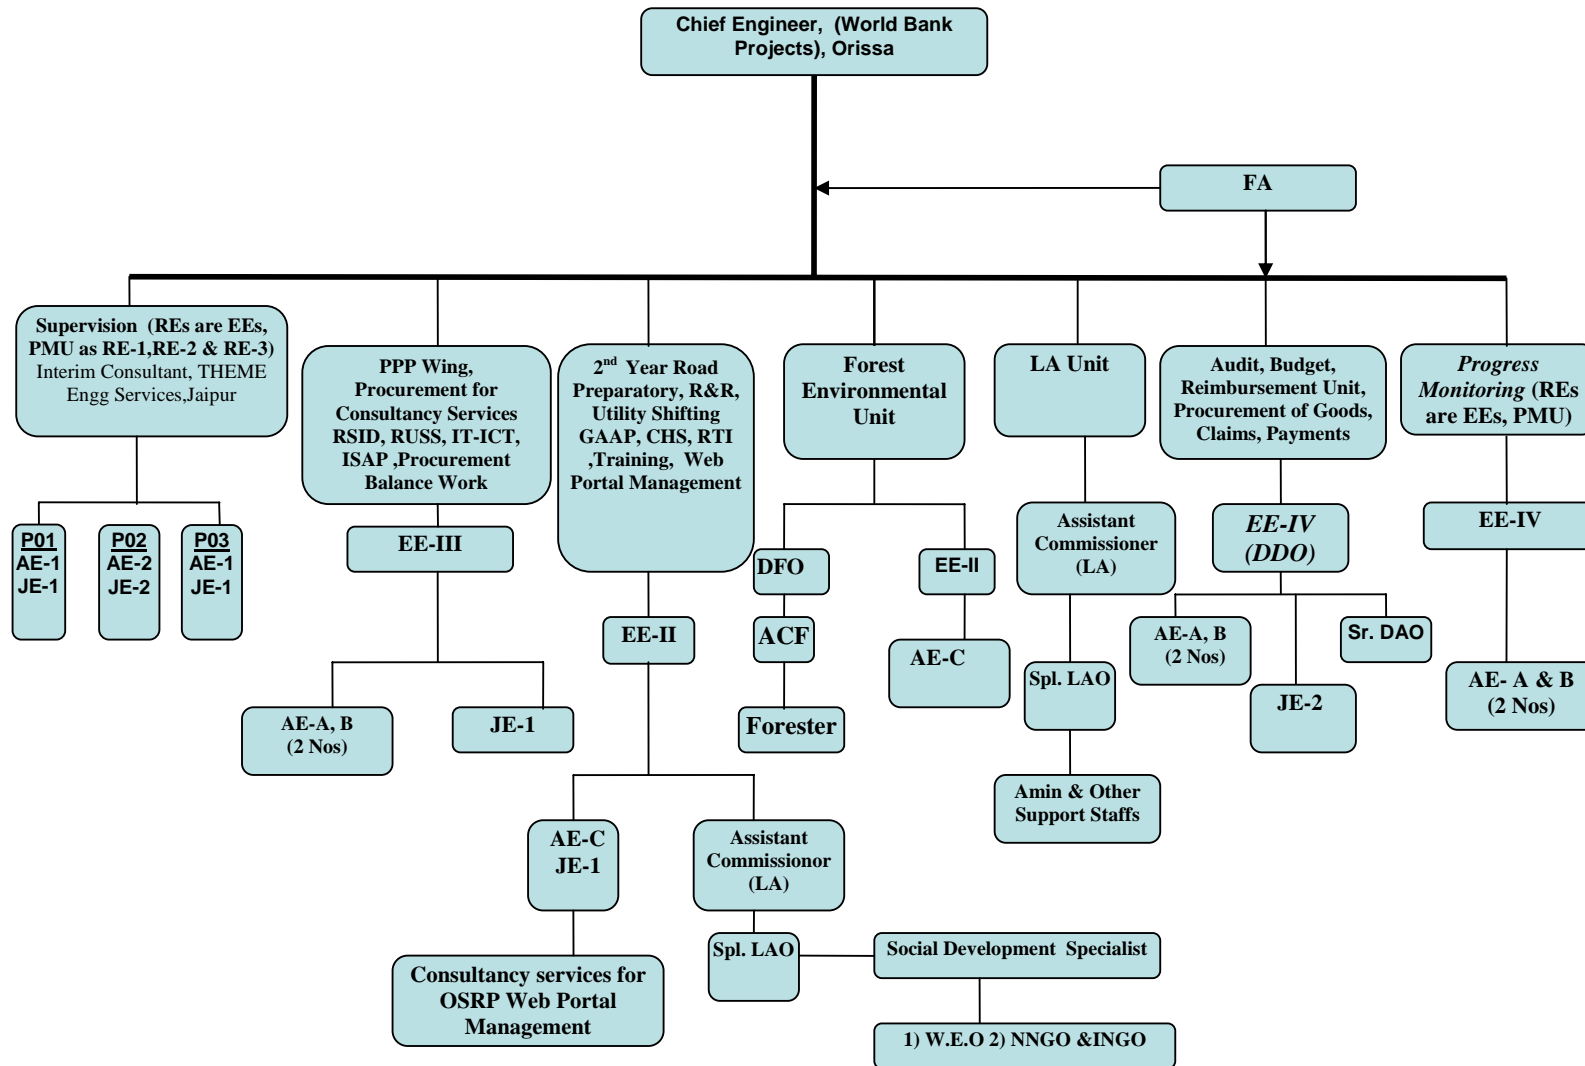 Chief Engineer, (World Bank
Projects), Orissa
FA
Supervision (REs are EEs,
PMU as RE-1,RE-2 & RE-3)
Interim Consultant, THEME
Engg Services,Jaipur
PPP Wing,
Procurement for
Consultancy Services
RSID, RUSS, IT-ICT,
ISAP ,Procurement
Balance Work
2nd Year Road
Preparatory, R&R,
Utility Shifting
GAAP, CHS, RTI
,Training, Web
Portal Management
Forest
Environmental
Unit
LA Unit
Audit, Budget,
Reimbursement Unit,
Procurement of Goods,
Claims, Payments
Progress
Monitoring (REs
are EEs, PMU)
P01
AE-1
JE-1
P02
AE-2
JE-2
P03
AE-1
JE-1
EE-III
DFO
EE-II
Assistant
Commissioner
(LA)
EE-IV
(DDO)
EE-IV
EE-II
ACF
AE-C
Spl. LAO
AE-A, B
(2 Nos)
JE-2
Sr. DAO
AE- A & B
(2 Nos)
AE-A, B
(2 Nos)
JE-1
Forester
Amin & Other
Support Staffs
AE-C
JE-1
Assistant
Commissionor
(LA)
Spl. LAO
Social Development Specialist
Consultancy services for
OSRP Web Portal
Management
1) W.E.O 2) NNGO &INGO